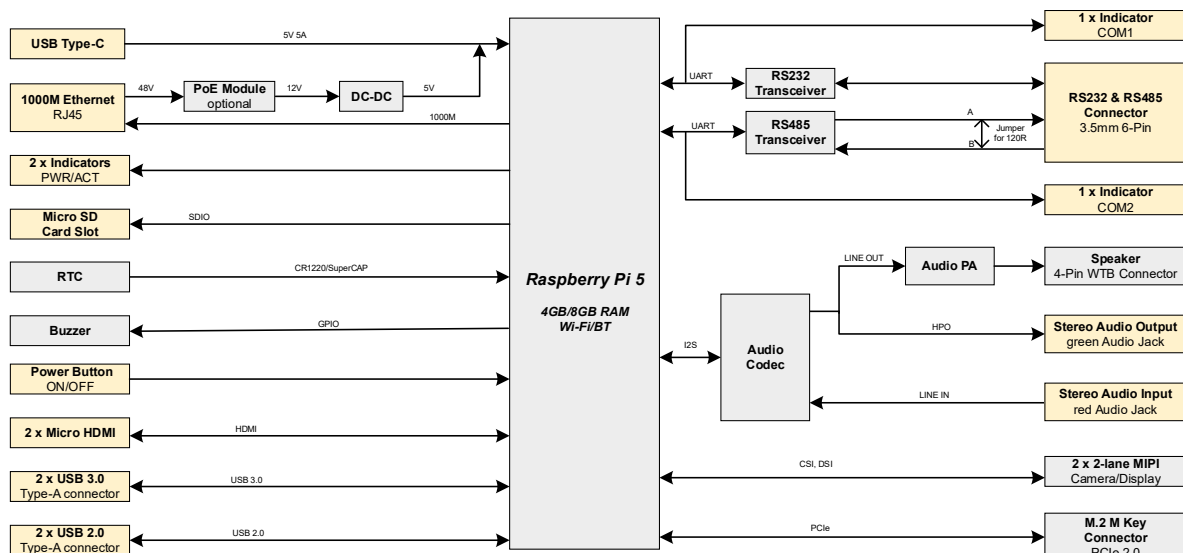 USB Type-C
5V 5A
1000M Ethernet
RJ45
48V
PoE Module
optional
12V
DC-DC
5V
1000M
2 x Indicators
PWR/ACT
Micro SD
Card Slot
SDIO
RTC
CR1220/SuperCAP
Buzzer
GPIO
Power Button
ON/OFF
2 x Micro HDMI
HDMI
2 x USB 3.0
Type-A connector
USB 3.0
2 x USB 2.0
Type-A connector
USB 2.0
Raspberry Pi 5
4GB/8GB RAM
Wi-Fi/BT
1 x Indicator
COM1
UART
RS232
Transceiver
RS232 & RS485
Connector
3.5mm 6-Pin
UART
RS485
Transceiver
A
B
Jumper
for 120R
1 x Indicator
COM2
LINE OUT
Audio PA
Speaker
4-Pin WTB Connector
I2S
Audio
Codec
HPO
Stereo Audio Output
green Audio Jack
LINE IN
Stereo Audio Input
red Audio Jack
CSI, DSI
2 x 2-lane MIPI
Camera/Display
PCIe
M.2 M Key
Connector
PCIe 2.0